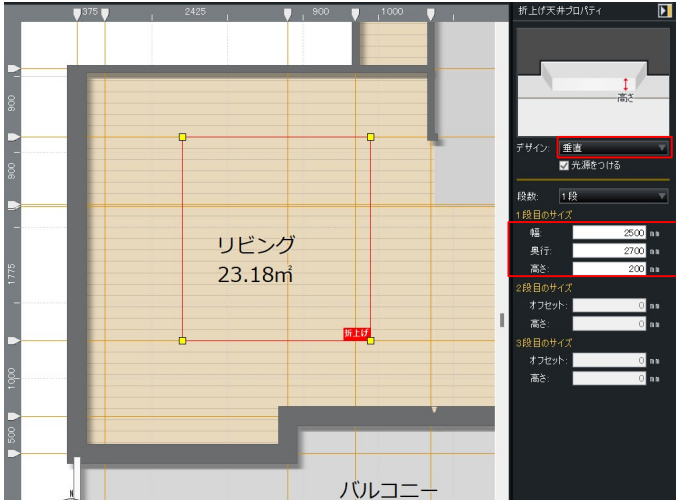 375
2425
900
1000
折上げ天井プロパティ
高さ
デザイン: 垂直
光源をつける
段数: 1段
1段目のサイズ
幅: 2500 mm
奥行: 2700 mm
高さ: 200 mm
2段目のサイズ
オフセット: 0 mm
高さ: 0 mm
3段目のサイズ
オフセット: 0 mm
高さ: 0 mm
900
900
1775
1000
500
リビング
23.18㎡
折上げ
バルコニー
N